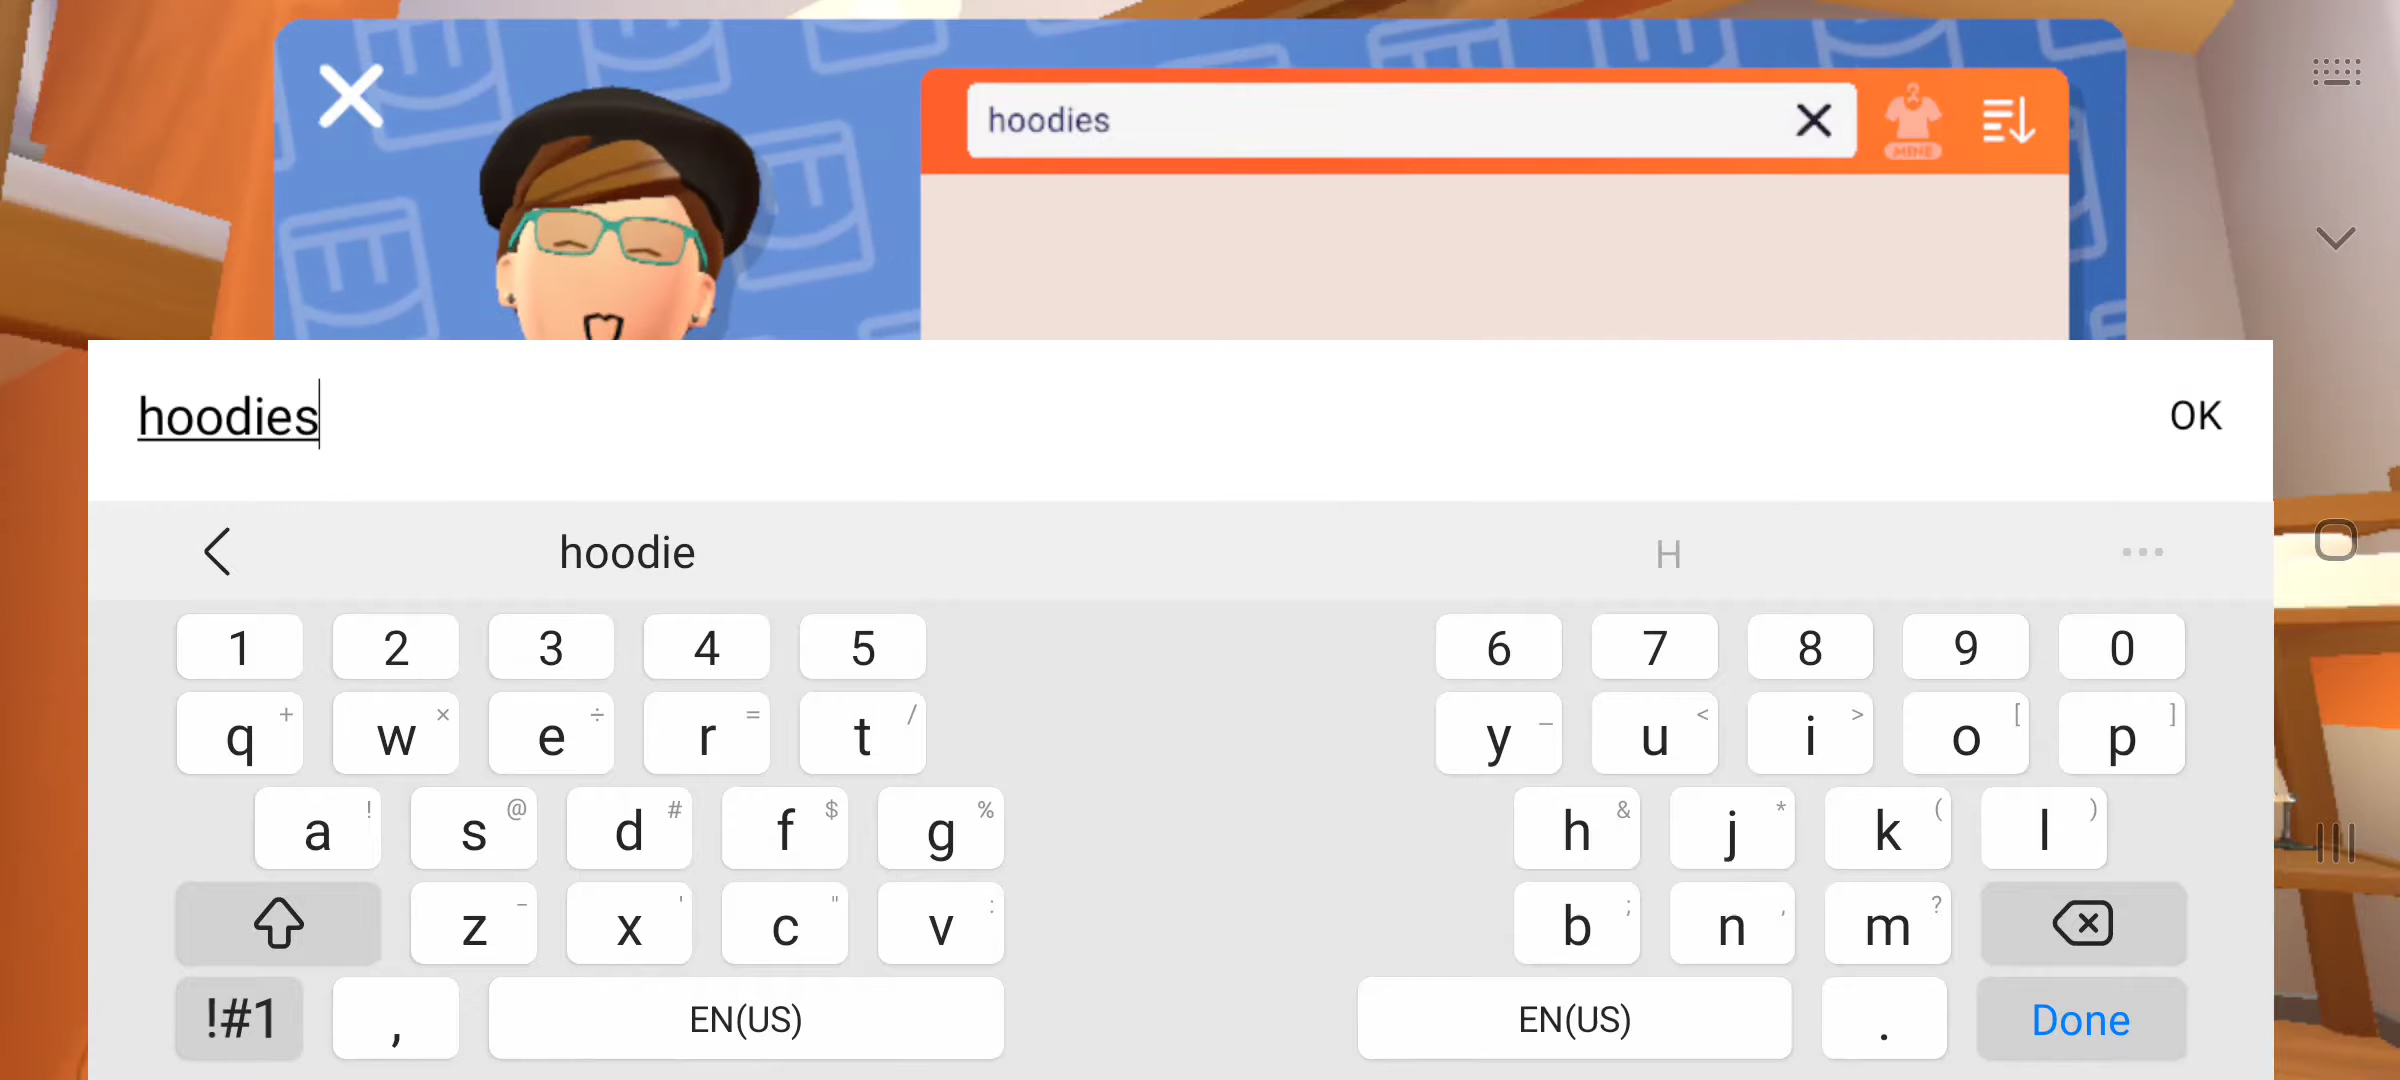 hoodies
MINE
hoodies OK
hoodie H ...
1 2 3 4 5 6 7 8 9 0
q + w × e ÷ r = t / y _ u < i > o [ p ]
a ! s @ d # f $ g % h & j * k ( l )
z - x ' c " v : b ; n , m ?
!#1 , EN(US) EN(US) . Done